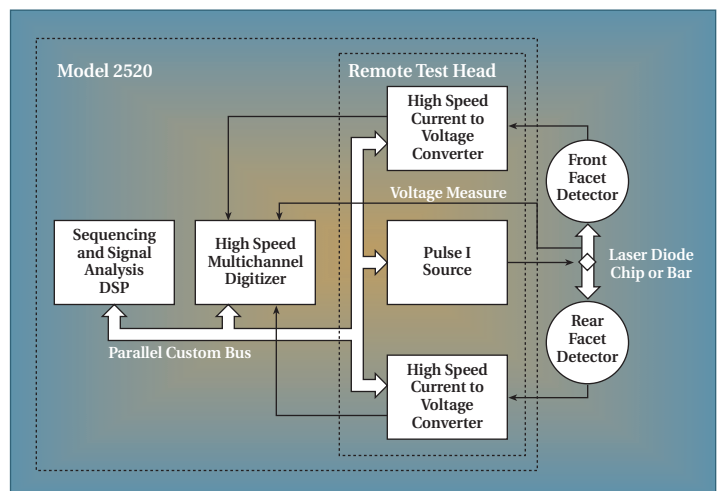 Model 2520
Remote Test Head
High Speed
Current to
Voltage
Converter
Front
Facet
Detector
Voltage Measure
Sequencing
and Signal
Analysis
DSP
High Speed
Multichannel
Digitizer
Pulse I
Source
Laser Diode
Chip or Bar
Parallel Custom Bus
Rear
Facet
Detector
High Speed
Current to
Voltage
Converter